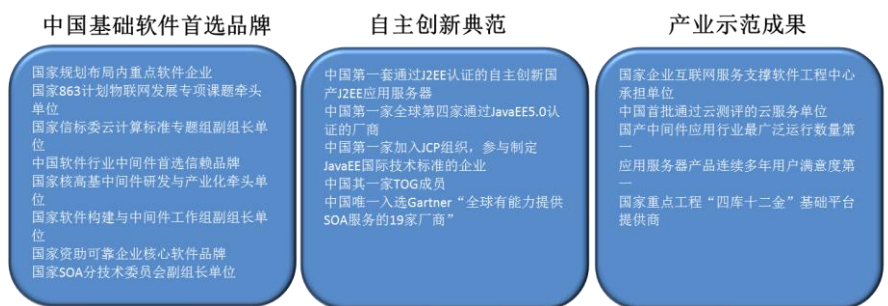 中国基础软件首选品牌
国家规划布局内重点软件企业
国家863计划物联网发展专项课题牵头
单位
国家信标委云计算标准专题组副组长单
位
中国软件行业中间件首选信赖品牌
国家核高基中间件研发与产业化牵头单
位
国家软件构建与中间件工作组副组长单
位
国家资助可靠企业核心软件品牌
国家SOA分技术委员会副组长单位
自主创新典范
中国第一套通过J2EE认证的自主创新国
产J2EE应用服务器
中国第一家全球第四家通过JavaEE5.0认
证的厂商
中国第一家加入JCP组织，参与制定
JavaEE国际技术标准的企业
中国其一家TOG成员
中国唯一入选Gartner“全球有能力提供
SOA服务的19家厂商”
产业示范成果
国家企业互联网服务支撑软件工程中心
承担单位
中国首批通过云测评的云服务单位
国产中间件应用行业最广泛运行数量第
一
应用服务器产品连续多年用户满意度第
一
国家重点工程“四库十二金”基础平台
提供商